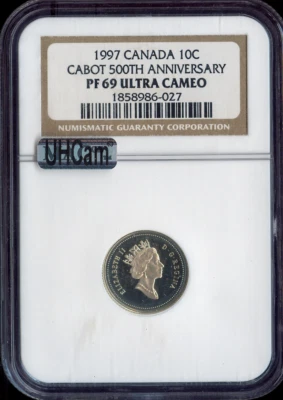 1997 CANADA 10C
CABOT 500TH ANNIVERSARY
PF 69 ULTRA CAMEO
1858986-027
NUMISMATIC GUARANTY CORPORATION
UHCam
ELIZABETH II D·G·REGINA